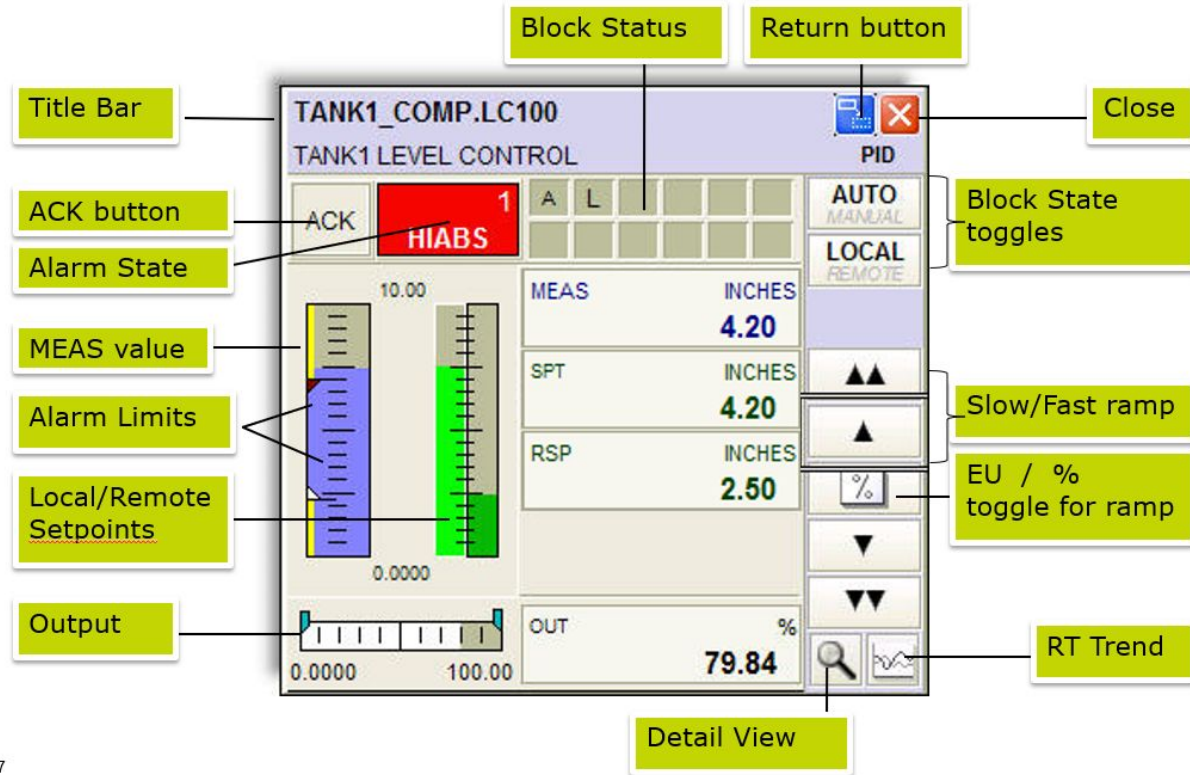 Block Status
Return button
Title Bar
Close
TANK1_COMP.LC100
TANK1 LEVEL CONTROL
PID
ACK button
Alarm State
ACK
1
HIABS
A L
AUTO
MANUAL
LOCAL
REMOTE
Block State
toggles
MEAS value
Alarm Limits
Local/Remote
Setpoints
10.00
0.0000
MEAS INCHES
4.20
SPT INCHES
4.20
RSP INCHES
2.50
Slow/Fast ramp
%
EU / %
toggle for ramp
Output
0.0000 100.00
OUT %
79.84
RT Trend
Detail View
7